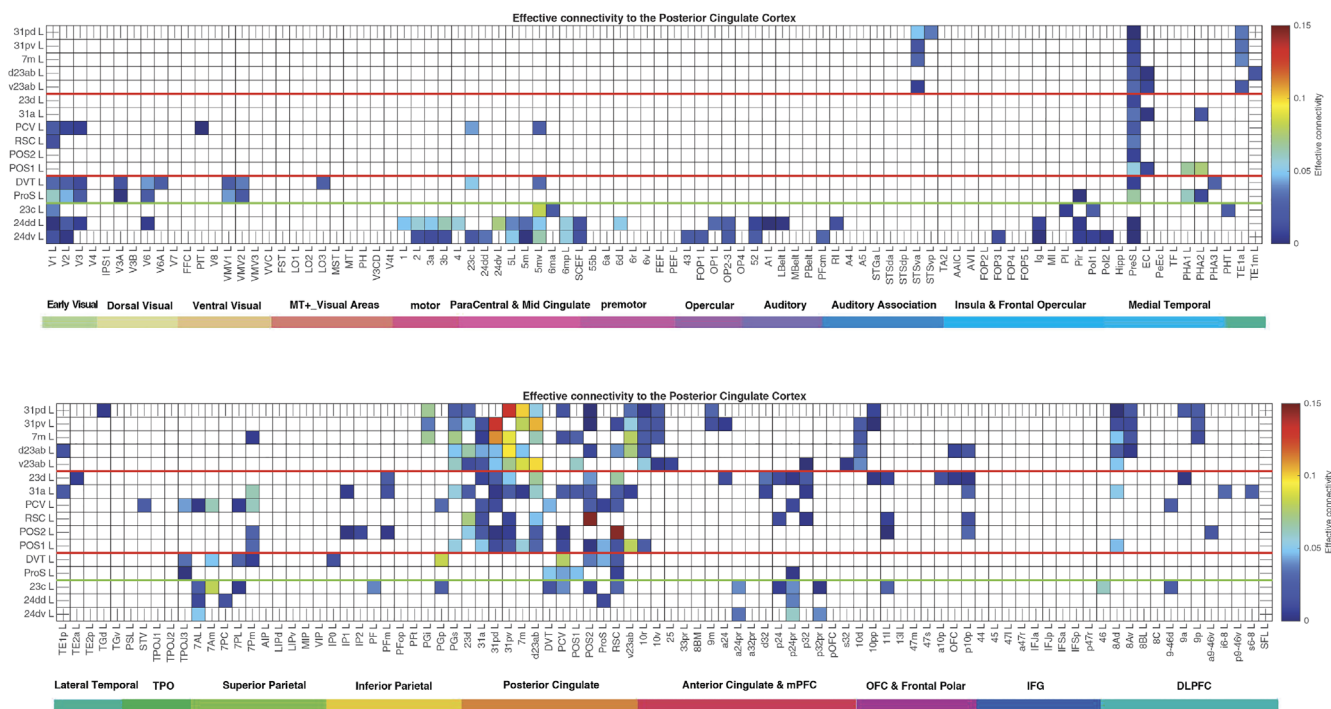 Effective connectivity to the Posterior Cingulate Cortex
31pd L
31pv L
7m L
d23ab L
v23ab L
23d L
31a L
PCV L
RSC L
POS2 L
POS1 L
DVT L
ProS L
23c L
24dd L
24dv L
V1 L
V2 L
V3 L
V4 L
IPS1 L
V3A L
V3B L
V6 L
V6A L
V7 L
FFC L
PIT L
V8 L
VMV1 L
VMV2 L
VMV3 L
VVC L
FST L
LO1 L
LO2 L
LO3 L
MST L
MT L
PH L
V3CD L
V4t L
1 L
2 L
3a L
3b L
4 L
23c L
24dd L
24dv L
5L L
5m L
5mv L
6ma L
6mp L
SCEF L
55b L
6a L
6d L
6r L
6v L
FEF L
PEF L
43 L
FOP1 L
OP1 L
OP2-3 L
OP4 L
52 L
A1 L
LBelt L
MBelt L
PBelt L
PFcm L
RI L
A4 L
A5 L
STGa L
STSda L
STSdp L
STSva L
STSvp L
TA2 L
AAIC L
AVI L
FOP2 L
FOP3 L
FOP4 L
FOP5 L
Ig L
MI L
PI L
Pir L
PoI1 L
PoI2 L
Hipp L
PreS L
EC L
PeEc L
TF L
PHA1 L
PHA2 L
PHA3 L
PHT L
TE1a L
TE1m L
0.15
0.1
0.05
0
Effective connectivity
Early Visual
Dorsal Visual
Ventral Visual
MT+_Visual Areas
motor
ParaCentral & Mid Cingulate
premotor
Opercular
Auditory
Auditory Association
Insula & Frontal Opercular
Medial Temporal
Effective connectivity to the Posterior Cingulate Cortex
31pd L
31pv L
7m L
d23ab L
v23ab L
23d L
31a L
PCV L
RSC L
POS2 L
POS1 L
DVT L
ProS L
23c L
24dd L
24dv L
TE1p L
TE2a L
TE2p L
TGd L
TGv L
PSL L
STV L
TPOJ1 L
TPOJ2 L
TPOJ3 L
7AL L
7Am L
7PC L
7PL L
7Pm L
AIP L
LIPd L
LIPv L
MIP L
VIP L
IP0 L
IP1 L
IP2 L
PF L
PFm L
PFop L
PFt L
PGi L
PGp L
PGs L
23d L
31a L
31pd L
31pv L
7m L
d23ab L
DVT L
PCV L
POS1 L
POS2 L
ProS L
RSC L
v23ab L
10r L
10v L
25 L
33pr L
8BM L
9m L
a24 L
a24pr L
d32 L
p24 L
p24pr L
p32 L
p32pr L
pOFC L
s32 L
10d L
10pp L
11l L
13l L
47m L
47s L
a10p L
OFC L
p10p L
44 L
45 L
47l L
a47r L
IFJa L
IFJp L
IFSa L
IFSp L
p47r L
46 L
8Ad L
8Av L
8BL L
8C L
9-46d L
9a L
9p L
a9-46v L
i6-8 L
p9-46v L
s6-8 L
SFL L
0.15
0.1
0.05
0
Effective connectivity
Lateral Temporal
TPO
Superior Parietal
Inferior Parietal
Posterior Cingulate
Anterior Cingulate & mPFC
OFC & Frontal Polar
IFG
DLPFC